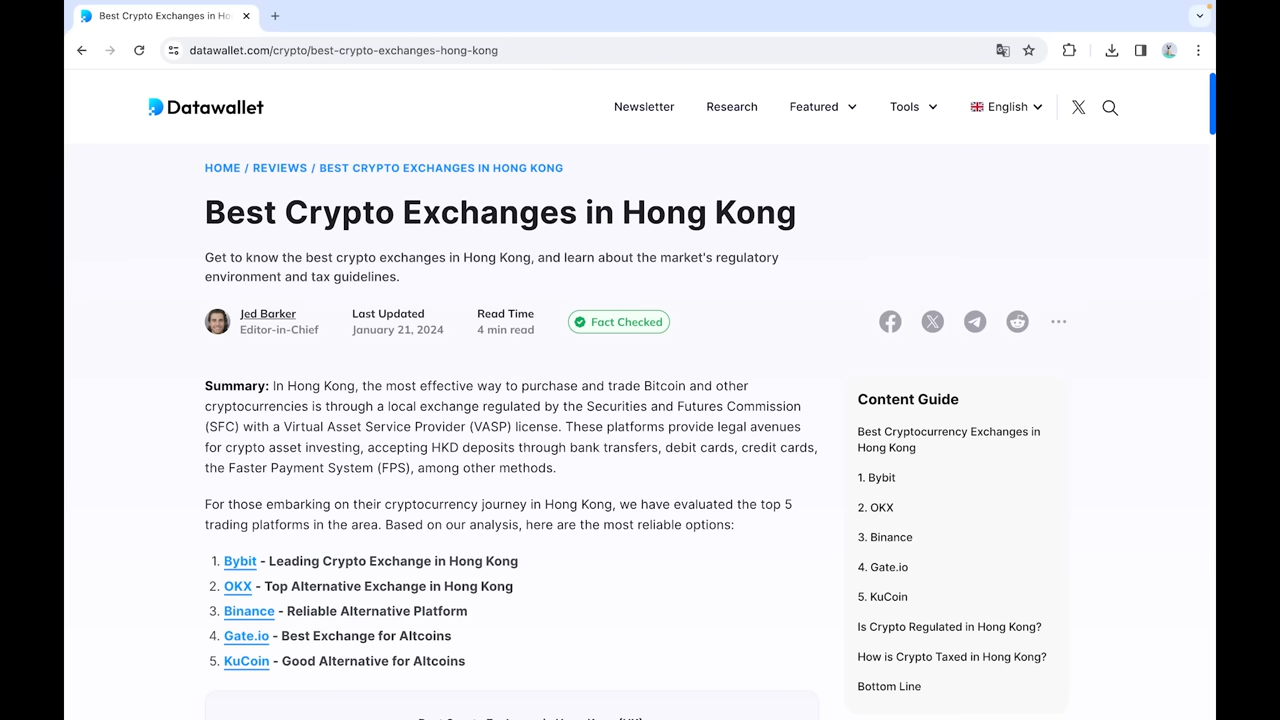 Best Crypto Exchanges in Ho
datawallet.com/crypto/best-crypto-exchanges-hong-kong
Datawallet
Newsletter
Research
Featured
Tools
English
HOME / REVIEWS / BEST CRYPTO EXCHANGES IN HONG KONG
Best Crypto Exchanges in Hong Kong
Get to know the best crypto exchanges in Hong Kong, and learn about the market's regulatory
environment and tax guidelines.
Jed Barker
Editor-in-Chief
Last Updated
January 21, 2024
Read Time
4 min read
Fact Checked
Summary: In Hong Kong, the most effective way to purchase and trade Bitcoin and other
cryptocurrencies is through a local exchange regulated by the Securities and Futures Commission
(SFC) with a Virtual Asset Service Provider (VASP) license. These platforms provide legal avenues
for crypto asset investing, accepting HKD deposits through bank transfers, debit cards, credit cards,
the Faster Payment System (FPS), among other methods.
For those embarking on their cryptocurrency journey in Hong Kong, we have evaluated the top 5
trading platforms in the area. Based on our analysis, here are the most reliable options:
1. Bybit - Leading Crypto Exchange in Hong Kong
2. OKX - Top Alternative Exchange in Hong Kong
3. Binance - Reliable Alternative Platform
4. Gate.io - Best Exchange for Altcoins
5. KuCoin - Good Alternative for Altcoins
Content Guide
Best Cryptocurrency Exchanges in
Hong Kong
1. Bybit
2. OKX
3. Binance
4. Gate.io
5. KuCoin
Is Crypto Regulated in Hong Kong?
How is Crypto Taxed in Hong Kong?
Bottom Line